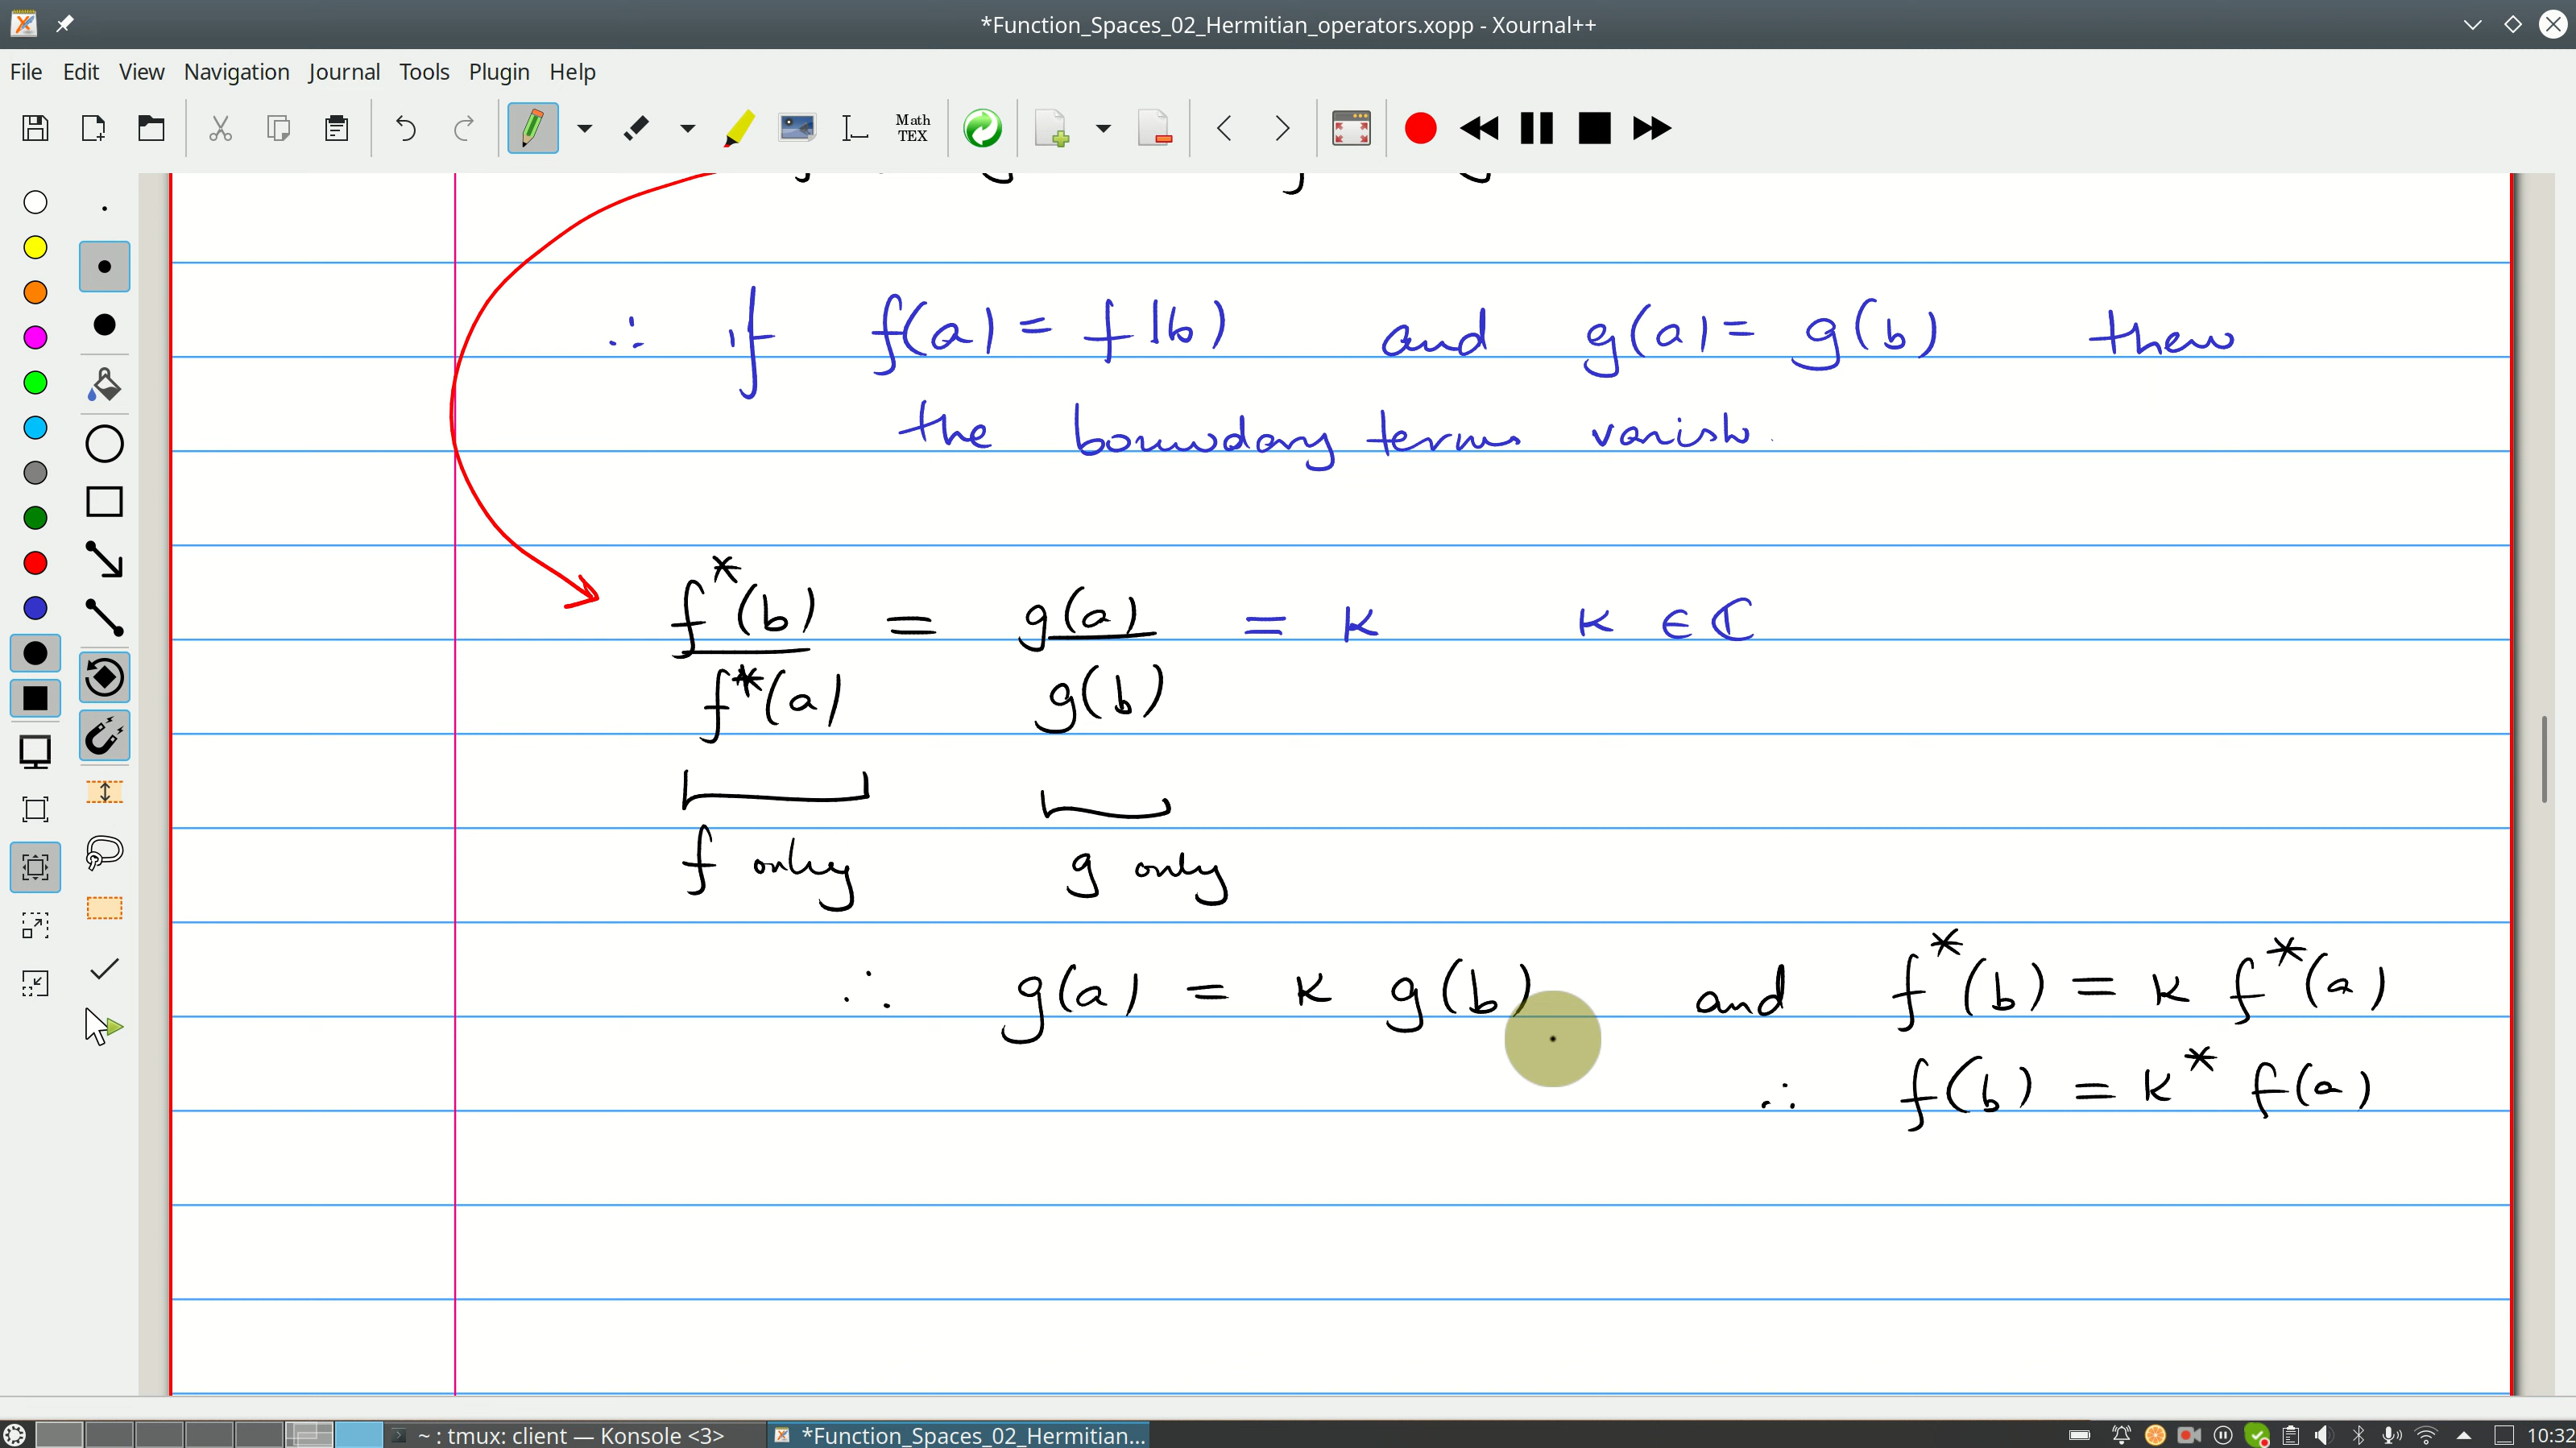 *Function_Spaces_02_Hermitian_operators.xopp - Xournal++
File Edit View Navigation Journal Tools Plugin Help
Math
TEX
∴ if f(a) = f(b) and g(a) = g(b) then
the boundary terms vanish.
f*(b) = g(a) = k k ∈ ℂ
f*(a) g(b)
f only g only
∴ g(a) = k g(b) and f*(b) = k f*(a)
∴ f(b) = k* f(a)
~ : tmux: client — Konsole <3> *Function_Spaces_02_Hermitian... 10:32